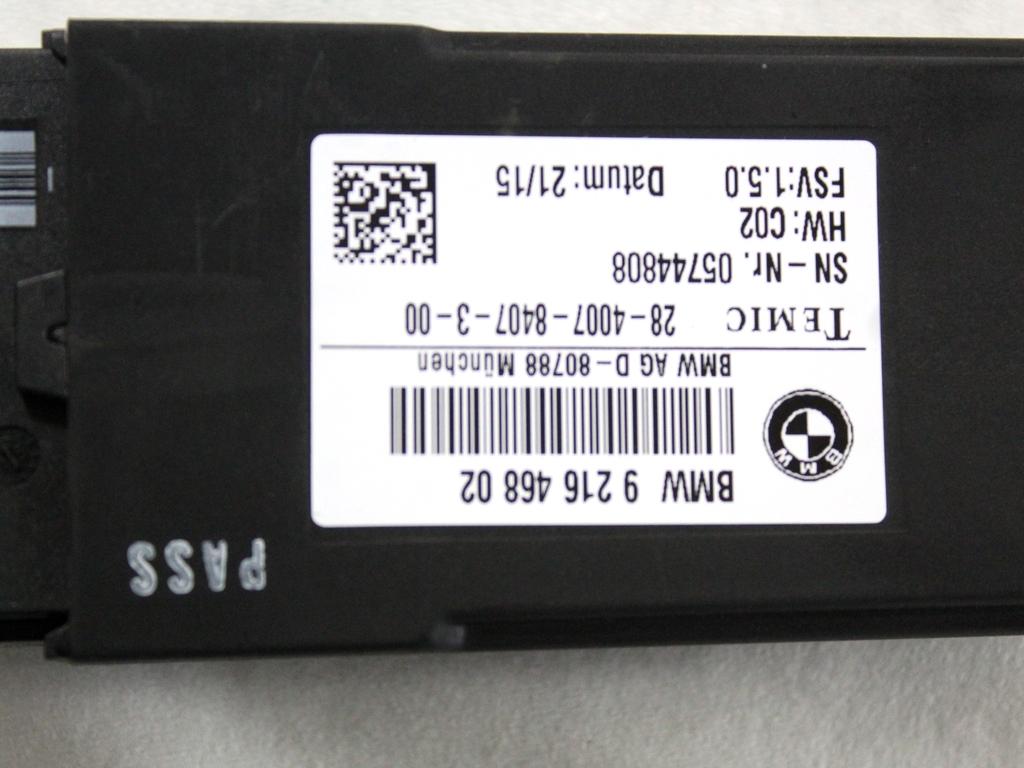 PASS
BMW 9 216 468 02
BMW
BMW AG D-80788 München
TEMIC 28-4007-8407-3-00
SN-Nr. 05744808
HW: C02
FSV:1.5.0 Datum: 21/15